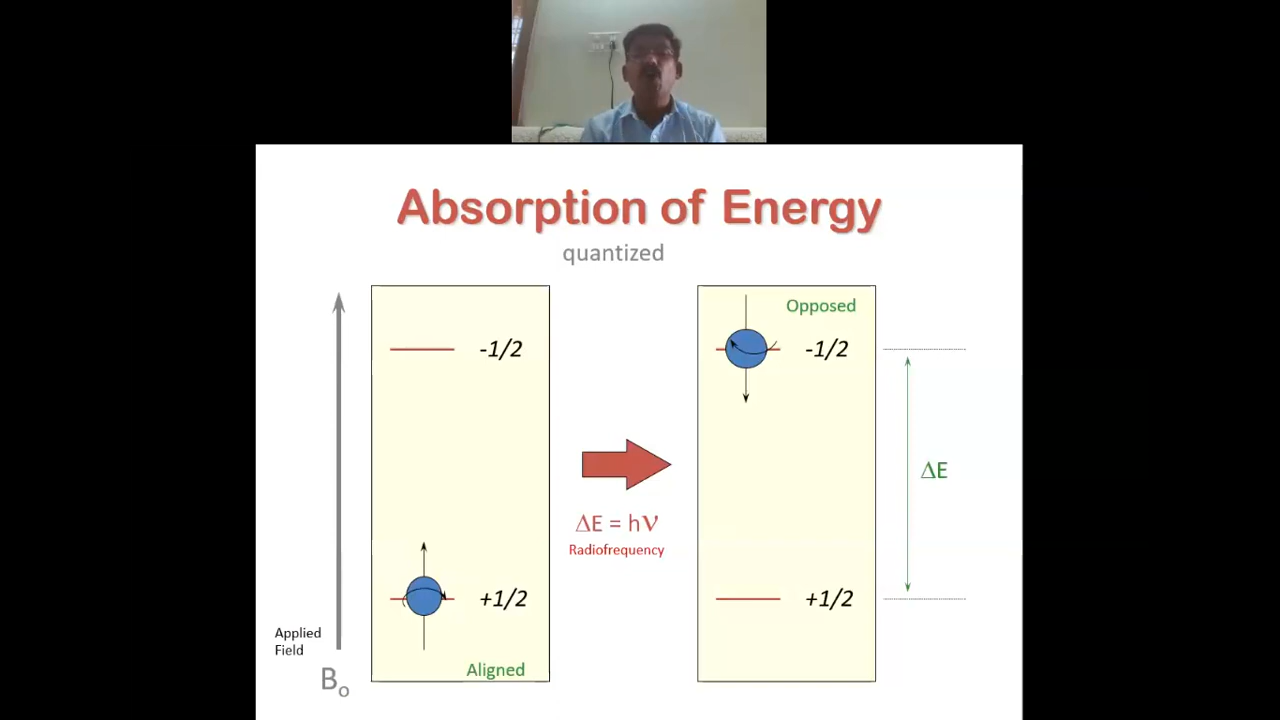 Absorption of Energy
quantized
Opposed
-1/2
-1/2
ΔE
ΔE = hν
Radiofrequency
+1/2
+1/2
Applied
Field
Aligned
Bo